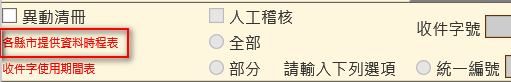 異動清冊 人工稽核 收件字號
各縣市提供資料時程表 全部
收件字使用期間表 部分 請輸入下列選項 統一編號